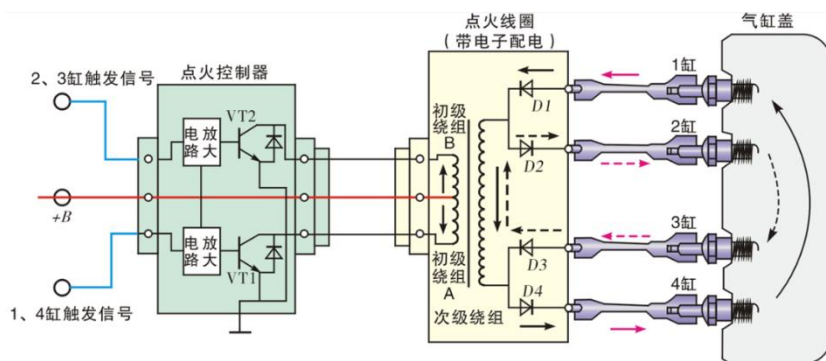 点火线圈
（带电子配电）
气缸盖
点火控制器
2、3缸触发信号
VT2
电路
放大
初级
绕组
B
D1
1缸
D2
2缸
+B
电路
放大
VT1
初级
绕组
A
D3
3缸
D4
4缸
次级绕组
1、4缸触发信号